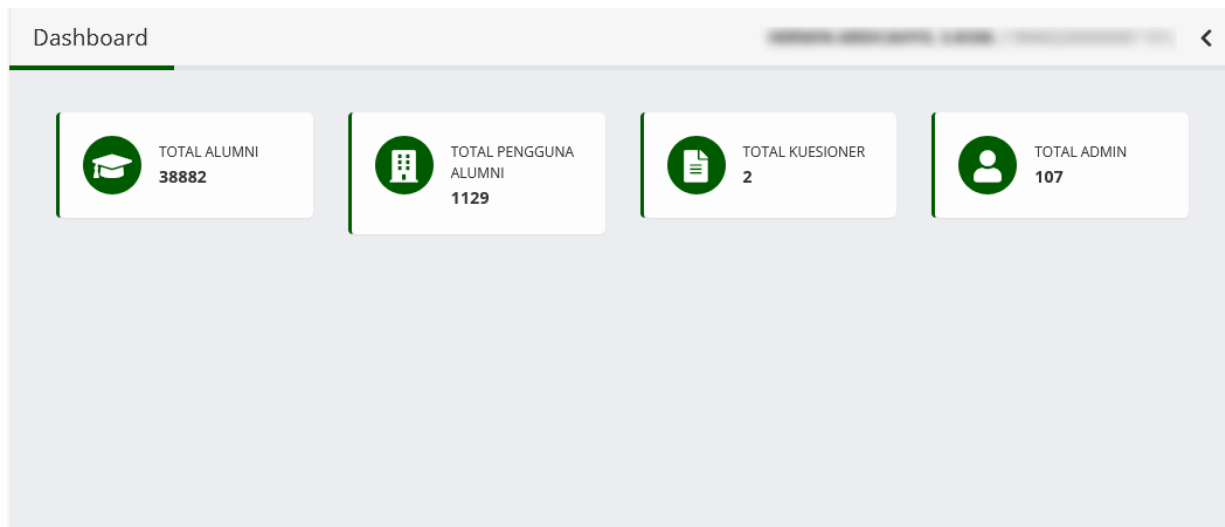 Dashboard
TOTAL ALUMNI
38882
TOTAL PENGGUNA
ALUMNI
1129
TOTAL KUESIONER
2
TOTAL ADMIN
107